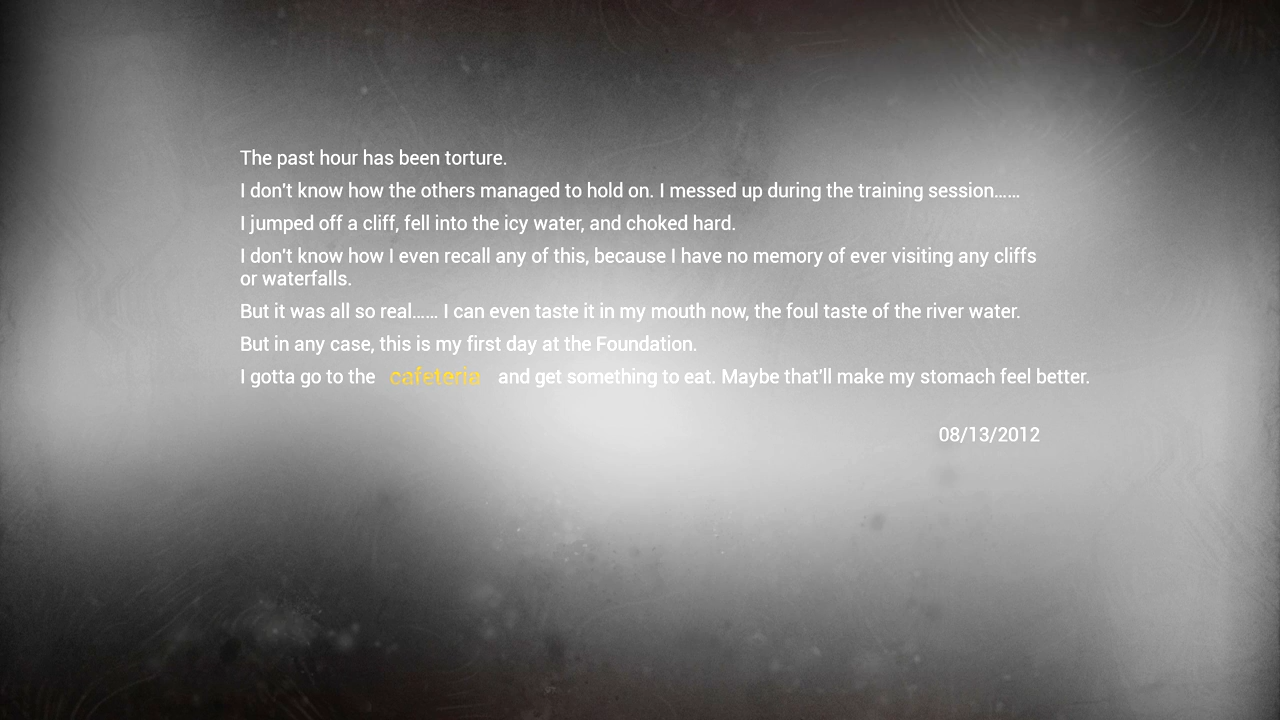 The past hour has been torture.
I don't know how the others managed to hold on. I messed up during the training session......
I jumped off a cliff, fell into the icy water, and choked hard.
I don't know how I even recall any of this, because I have no memory of ever visiting any cliffs
or waterfalls.
But it was all so real...... I can even taste it in my mouth now, the foul taste of the river water.
But in any case, this is my first day at the Foundation.
I gotta go to the cafeteria and get something to eat. Maybe that'll make my stomach feel better.
08/13/2012